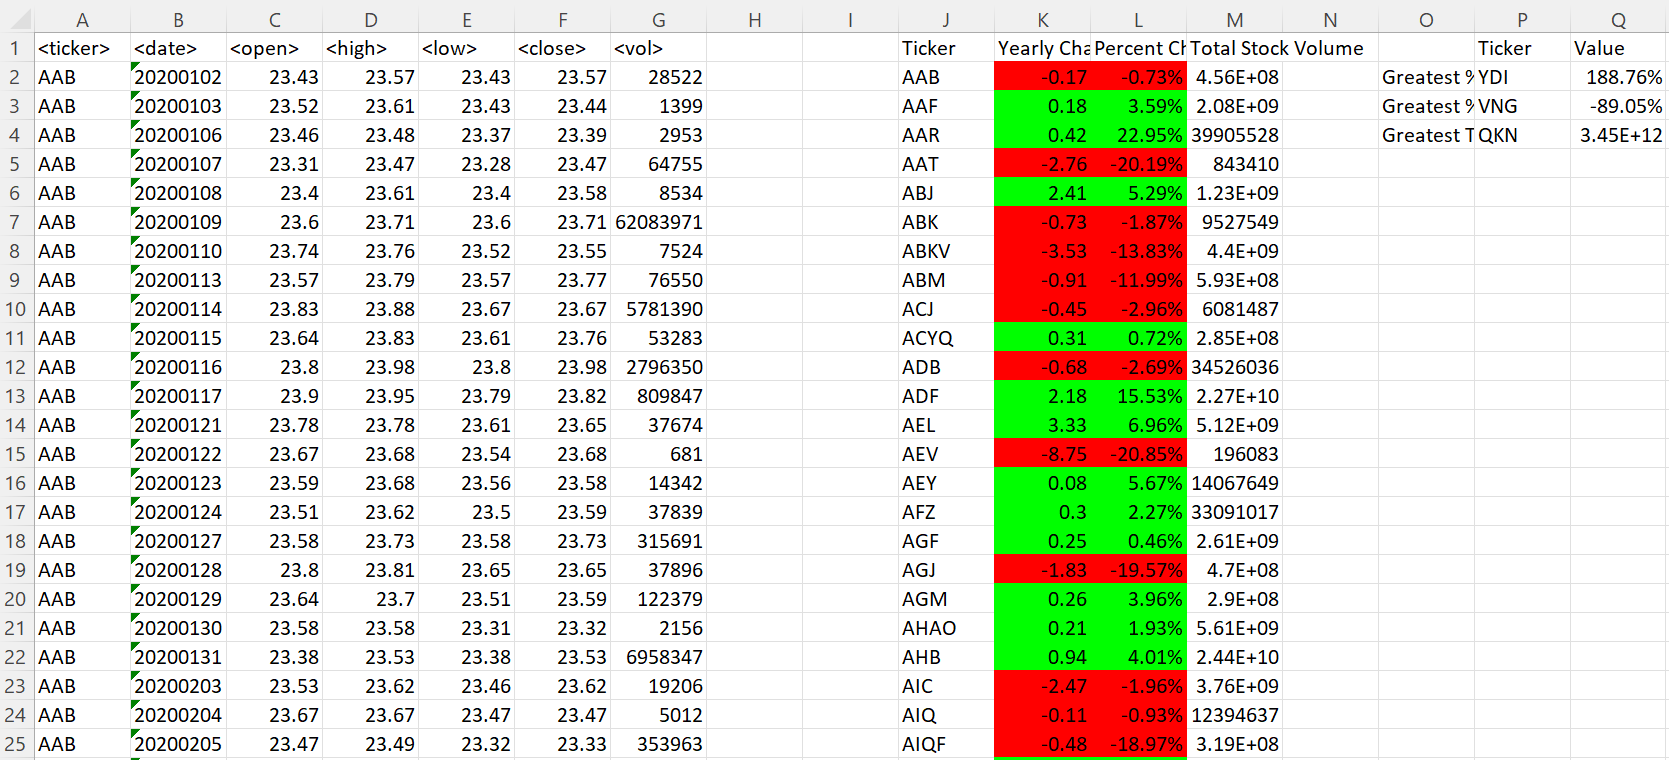 A B C D E F G H I J K L M N O P Q
1 <ticker> <date> <open> <high> <low> <close> <vol> Ticker Yearly Cha Percent Ch Total Stock Volume Ticker Value
2 AAB 20200102 23.43 23.57 23.43 23.57 28522 AAB -0.17 -0.73% 4.56E+08 Greatest % YDI 188.76%
3 AAB 20200103 23.52 23.61 23.43 23.44 1399 AAF 0.18 3.59% 2.08E+09 Greatest % VNG -89.05%
4 AAB 20200106 23.46 23.48 23.37 23.39 2953 AAR 0.42 22.95% 39905528 Greatest T QKN 3.45E+12
5 AAB 20200107 23.31 23.47 23.28 23.47 64755 AAT -2.76 -20.19% 843410
6 AAB 20200108 23.4 23.61 23.4 23.58 8534 ABJ 2.41 5.29% 1.23E+09
7 AAB 20200109 23.6 23.71 23.6 23.71 62083971 ABK -0.73 -1.87% 9527549
8 AAB 20200110 23.74 23.76 23.52 23.55 7524 ABKV -3.53 -13.83% 4.4E+09
9 AAB 20200113 23.57 23.79 23.57 23.77 76550 ABM -0.91 -11.99% 5.93E+08
10 AAB 20200114 23.83 23.88 23.67 23.67 5781390 ACJ -0.45 -2.96% 6081487
11 AAB 20200115 23.64 23.83 23.61 23.76 53283 ACYQ 0.31 0.72% 2.85E+08
12 AAB 20200116 23.8 23.98 23.8 23.98 2796350 ADB -0.68 -2.69% 34526036
13 AAB 20200117 23.9 23.95 23.79 23.82 809847 ADF 2.18 15.53% 2.27E+10
14 AAB 20200121 23.78 23.78 23.61 23.65 37674 AEL 3.33 6.96% 5.12E+09
15 AAB 20200122 23.67 23.68 23.54 23.68 681 AEV -8.75 -20.85% 196083
16 AAB 20200123 23.59 23.68 23.56 23.58 14342 AEY 0.08 5.67% 14067649
17 AAB 20200124 23.51 23.62 23.5 23.59 37839 AFZ 0.3 2.27% 33091017
18 AAB 20200127 23.58 23.73 23.58 23.73 315691 AGF 0.25 0.46% 2.61E+09
19 AAB 20200128 23.8 23.81 23.65 23.65 37896 AGJ -1.83 -19.57% 4.7E+08
20 AAB 20200129 23.64 23.7 23.51 23.59 122379 AGM 0.26 3.96% 2.9E+08
21 AAB 20200130 23.58 23.58 23.31 23.32 2156 AHAO 0.21 1.93% 5.61E+09
22 AAB 20200131 23.38 23.53 23.38 23.53 6958347 AHB 0.94 4.01% 2.44E+10
23 AAB 20200203 23.53 23.62 23.46 23.62 19206 AIC -2.47 -1.96% 3.76E+09
24 AAB 20200204 23.67 23.67 23.47 23.47 5012 AIQ -0.11 -0.93% 12394637
25 AAB 20200205 23.47 23.49 23.32 23.33 353963 AIQF -0.48 -18.97% 3.19E+08